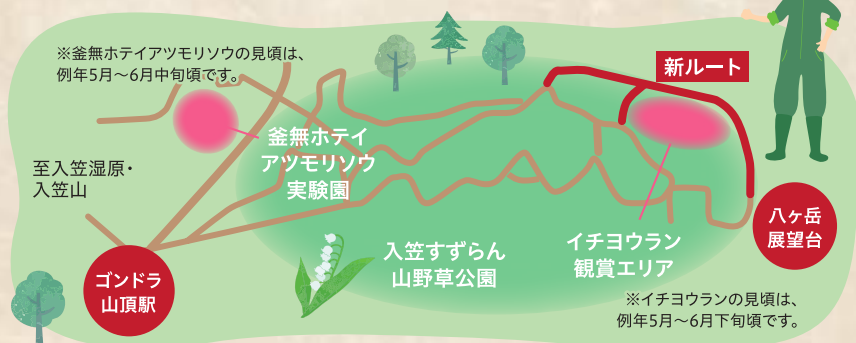 ※釜無ホテイアツモリソウの見頃は、
例年5月～6月中旬頃です。
新ルート
釜無ホテイ
アツモリソウ
実験園
至入笠湿原・
入笠山
八ヶ岳
展望台
入笠すずらん
山野草公園
イチヨウラン
観賞エリア
ゴンドラ
山頂駅
※イチヨウランの見頃は、
例年5月～6月下旬頃です。